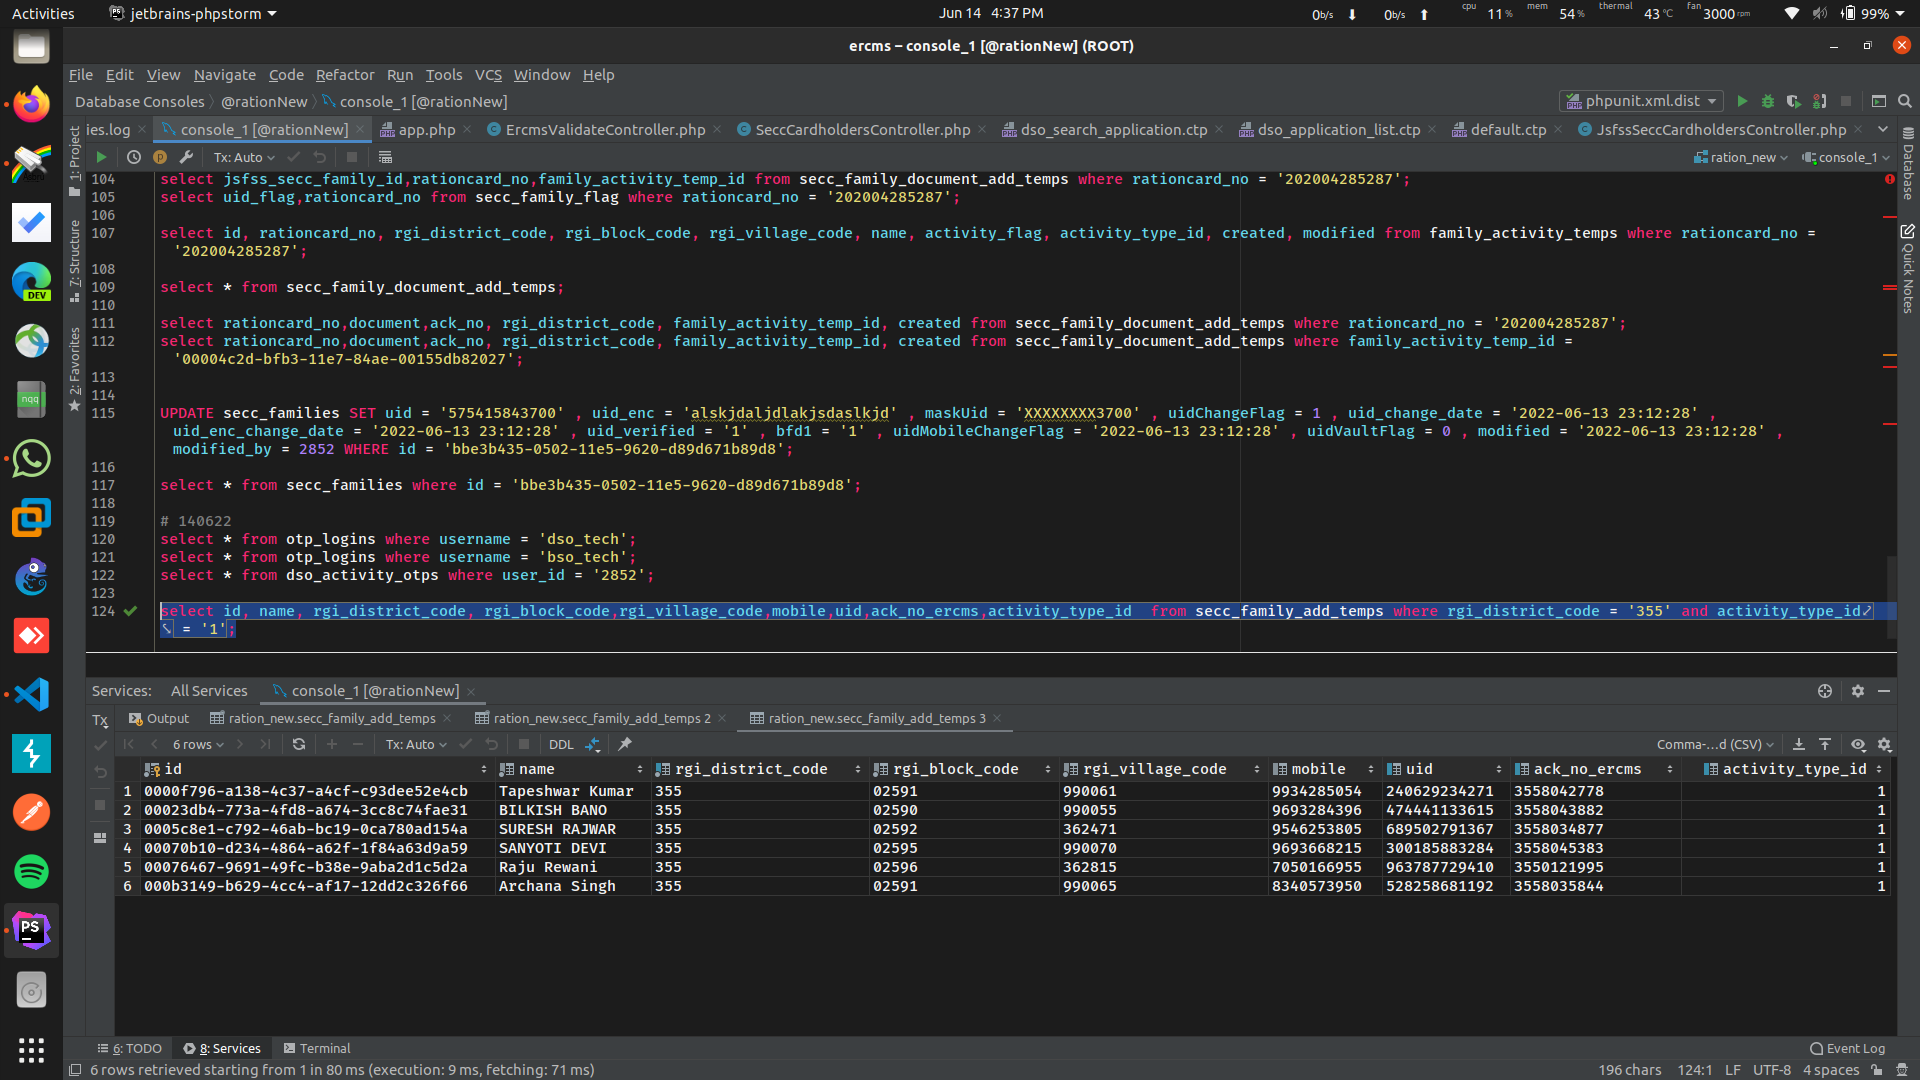 Activities
jetbrains-phpstorm
Jun 14 4:37 PM
0b/s 0b/s cpu 11% mem 54% thermal 43°C fan 3000rpm 99%
ercms – console_1 [@rationNew] (ROOT)
File Edit View Navigate Code Refactor Run Tools VCS Window Help
Database Consoles @rationNew console_1 [@rationNew]
phpunit.xml.dist
ies.log console_1 [@rationNew] app.php ErcmsValidateController.php SeccCardholdersController.php dso_search_application.ctp dso_application_list.ctp default.ctp JsfssSeccCardholdersController.php
Tx: Auto
ration_new console_1
1: Project
7: Structure
2: Favorites
Database
Quick Notes
DEV
nqq
PS
104 select jsfss_secc_family_id,rationcard_no,family_activity_temp_id from secc_family_document_add_temps where rationcard_no = '202004285287';
105 select uid_flag,rationcard_no from secc_family_flag where rationcard_no = '202004285287';
106
107 select id, rationcard_no, rgi_district_code, rgi_block_code, rgi_village_code, name, activity_flag, activity_type_id, created, modified from family_activity_temps where rationcard_no =
'202004285287';
108
109 select * from secc_family_document_add_temps;
110
111 select rationcard_no,document,ack_no, rgi_district_code, family_activity_temp_id, created from secc_family_document_add_temps where rationcard_no = '202004285287';
112 select rationcard_no,document,ack_no, rgi_district_code, family_activity_temp_id, created from secc_family_document_add_temps where family_activity_temp_id =
'00004c2d-bfb3-11e7-84ae-00155db82027';
113
114
115 UPDATE secc_families SET uid = '575415843700' , uid_enc = 'alskjdaljdlakjsdaslkjd' , maskUid = 'XXXXXXXX3700' , uidChangeFlag = 1 , uid_change_date = '2022-06-13 23:12:28' ,
uid_enc_change_date = '2022-06-13 23:12:28' , uid_verified = '1' , bfd1 = '1' , uidMobileChangeFlag = '2022-06-13 23:12:28' , uidVaultFlag = 0 , modified = '2022-06-13 23:12:28' ,
modified_by = 2852 WHERE id = 'bbe3b435-0502-11e5-9620-d89d671b89d8';
116
117 select * from secc_families where id = 'bbe3b435-0502-11e5-9620-d89d671b89d8';
118
119 # 140622
120 select * from otp_logins where username = 'dso_tech';
121 select * from otp_logins where username = 'bso_tech';
122 select * from dso_activity_otps where user_id = '2852';
123
124 select id, name, rgi_district_code, rgi_block_code,rgi_village_code,mobile,uid,ack_no_ercms,activity_type_id from secc_family_add_temps where rgi_district_code = '355' and activity_type_id
= '1';
Services: All Services console_1 [@rationNew]
Tx Output ration_new.secc_family_add_temps ration_new.secc_family_add_temps 2 ration_new.secc_family_add_temps 3
6 rows Tx: Auto DDL Comma-...d (CSV)
id name rgi_district_code rgi_block_code rgi_village_code mobile uid ack_no_ercms activity_type_id
1 0000f796-a138-4c37-a4cf-c93dee52e4cb Tapeshwar Kumar 355 02591 990061 9934285054 240629234271 3558042778 1
2 00023db4-773a-4fd8-a674-3cc8c74fae31 BILKISH BANO 355 02590 990055 9693284396 474441133615 3558043882 1
3 0005c8e1-c792-46ab-bc19-0ca780ad154a SURESH RAJWAR 355 02592 362471 9546253805 689502791367 3558034877 1
4 00070b10-d234-4864-a62f-1f84a63d9a59 SANYOTI DEVI 355 02595 990070 9693668215 300185883284 3558045383 1
5 00076467-9691-49fc-b38e-9aba2d1c5d2a Raju Rewani 355 02596 362815 7050166955 963787729410 3550121995 1
6 000b3149-b629-4cc4-af17-12dd2c326f66 Archana Singh 355 02591 990065 8340573950 528258681192 3558035844 1
6: TODO 8: Services Terminal Event Log
6 rows retrieved starting from 1 in 80 ms (execution: 9 ms, fetching: 71 ms)
196 chars 124:1 LF UTF-8 4 spaces